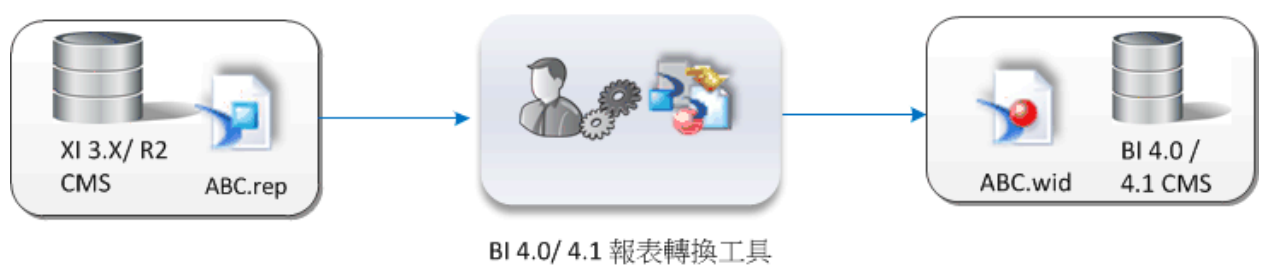 XI 3.X/ R2
CMS
ABC.rep
BI 4.0/ 4.1 報表轉換工具
ABC.wid
BI 4.0 /
4.1 CMS